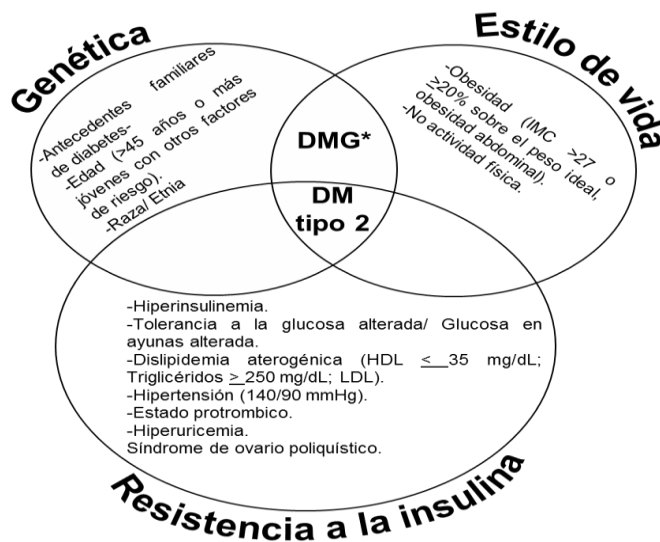 Genética
-Antecedentes familiares
de diabetes-
-Edad (>45 años o más
jóvenes con otros factores
de riesgo).
-Raza/ Etnia
Estilo de vida
-Obesidad (IMC >27 o
≥20% sobre el peso ideal,
obesidad abdominal).
-No actividad física.
DMG*
DM
tipo 2
-Hiperinsulinemia.
-Tolerancia a la glucosa alterada/ Glucosa en
ayunas alterada.
-Dislipidemia aterogénica (HDL ≤ 35 mg/dL;
Triglicéridos ≥ 250 mg/dL; LDL).
-Hipertensión (140/90 mmHg).
-Estado protrombico.
-Hiperuricemia.
Síndrome de ovario poliquístico.
Resistencia a la insulina